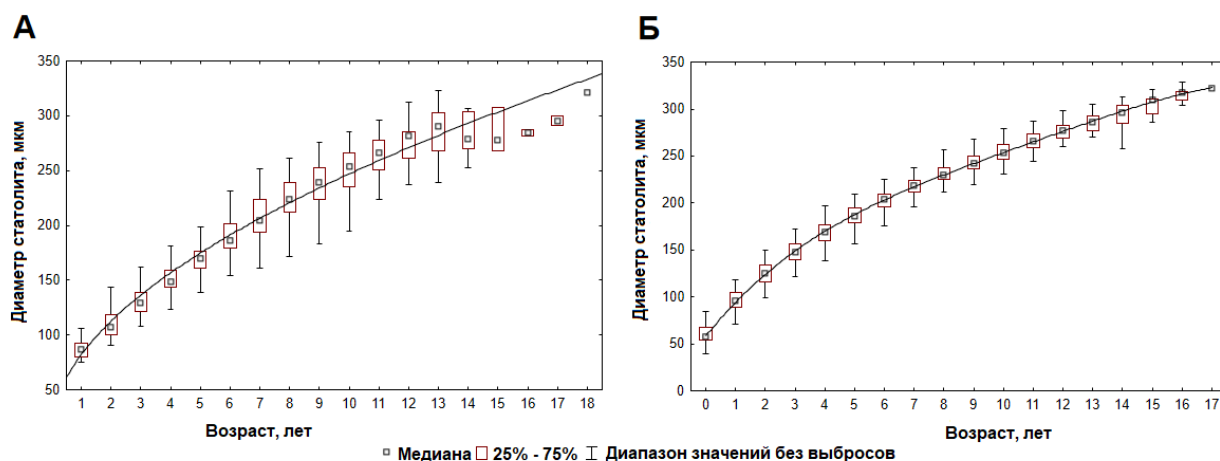 А
Б
Диаметр статолита, мкм
350
300
250
200
150
100
50
1 2 3 4 5 6 7 8 9 10 11 12 13 14 15 16 17 18
Возраст, лет
Диаметр статолита, мкм
350
300
250
200
150
100
50
0
0 1 2 3 4 5 6 7 8 9 10 11 12 13 14 15 16 17
Возраст, лет
Медиана 25% - 75% Диапазон значений без выбросов